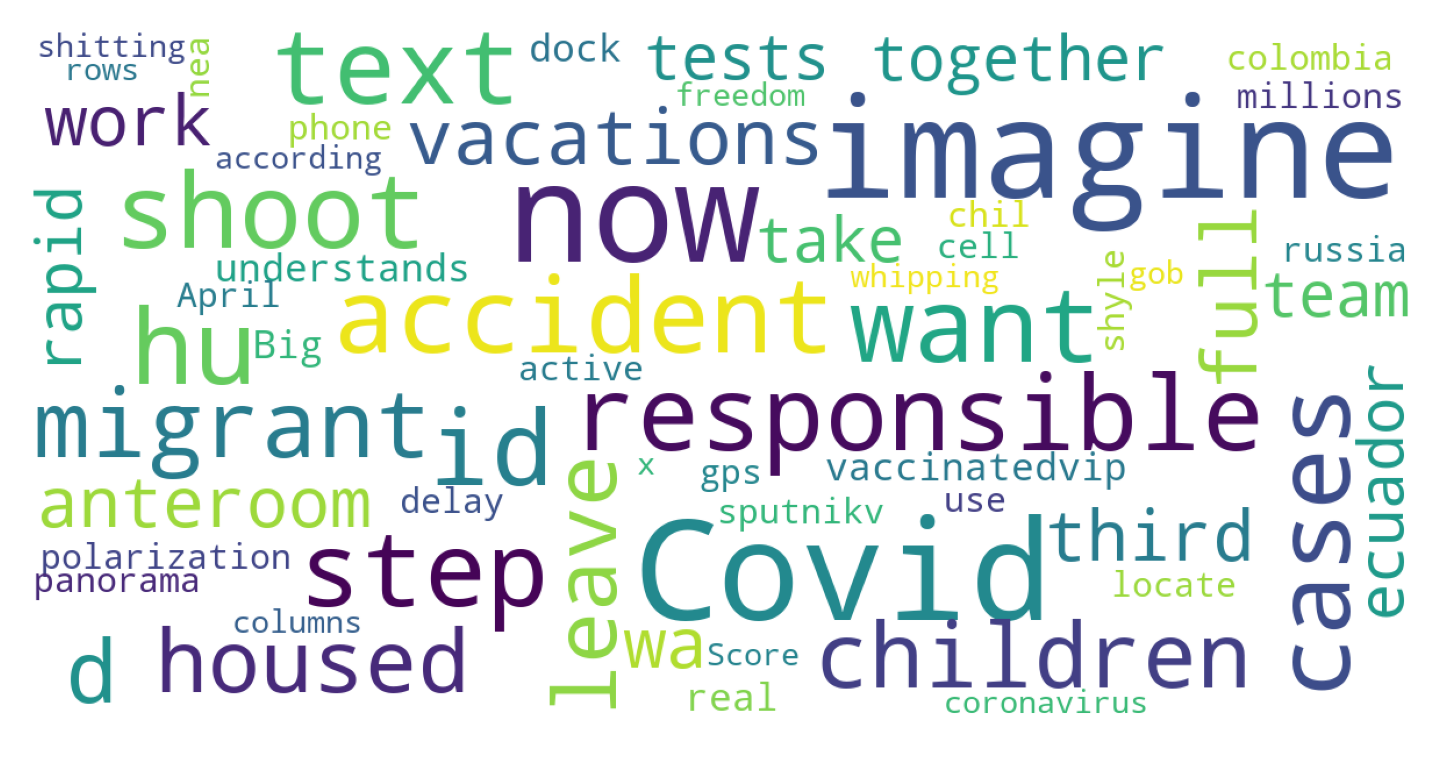 shitting
nea
text
dock
tests
together
colombia
rows
freedom
millions
work
phone
vacations
imagine
according
shoot
now
take
chil
cell
full
russia
rapid
understands
whipping
shyle
gob
team
April
accident
want
hu
Big
active
migrant
id
responsible
cases
ecuador
x
gps
vaccinatedvip
anteroom
delay
leave
sputnikv
use
third
polarization
step
Covid
panorama
locate
columns
d
housed
wa
Score
children
real
coronavirus